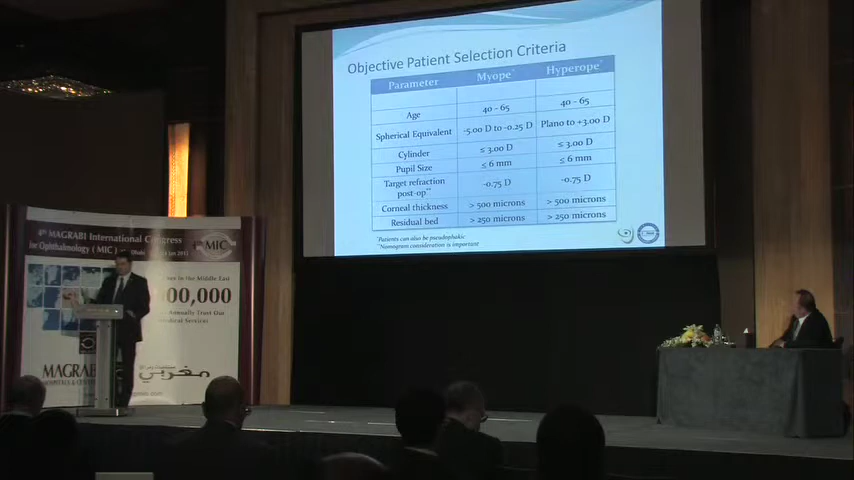 Objective Patient Selection Criteria
Parameter Myope* Hyperope*
Age 40 - 65 40 - 65
Spherical Equivalent -5.00 D to -0.25 D Plano to +3.00 D
Cylinder ≤ 3.00 D ≤ 3.00 D
Pupil Size ≤ 6 mm ≤ 6 mm
Target refraction
post-op** -0.75 D -0.75 D
Corneal thickness > 500 microns > 500 microns
Residual bed > 250 microns > 250 microns
*Patients can also be pseudophakic
*Nomogram consideration is important
4th MAGRABI International Congress
for Ophthalmology ( MIC )
MIC
in the Middle East
00,000
Annually Trust Our
Medical Services
MAGRABI
HOSPITALS &
مغربي